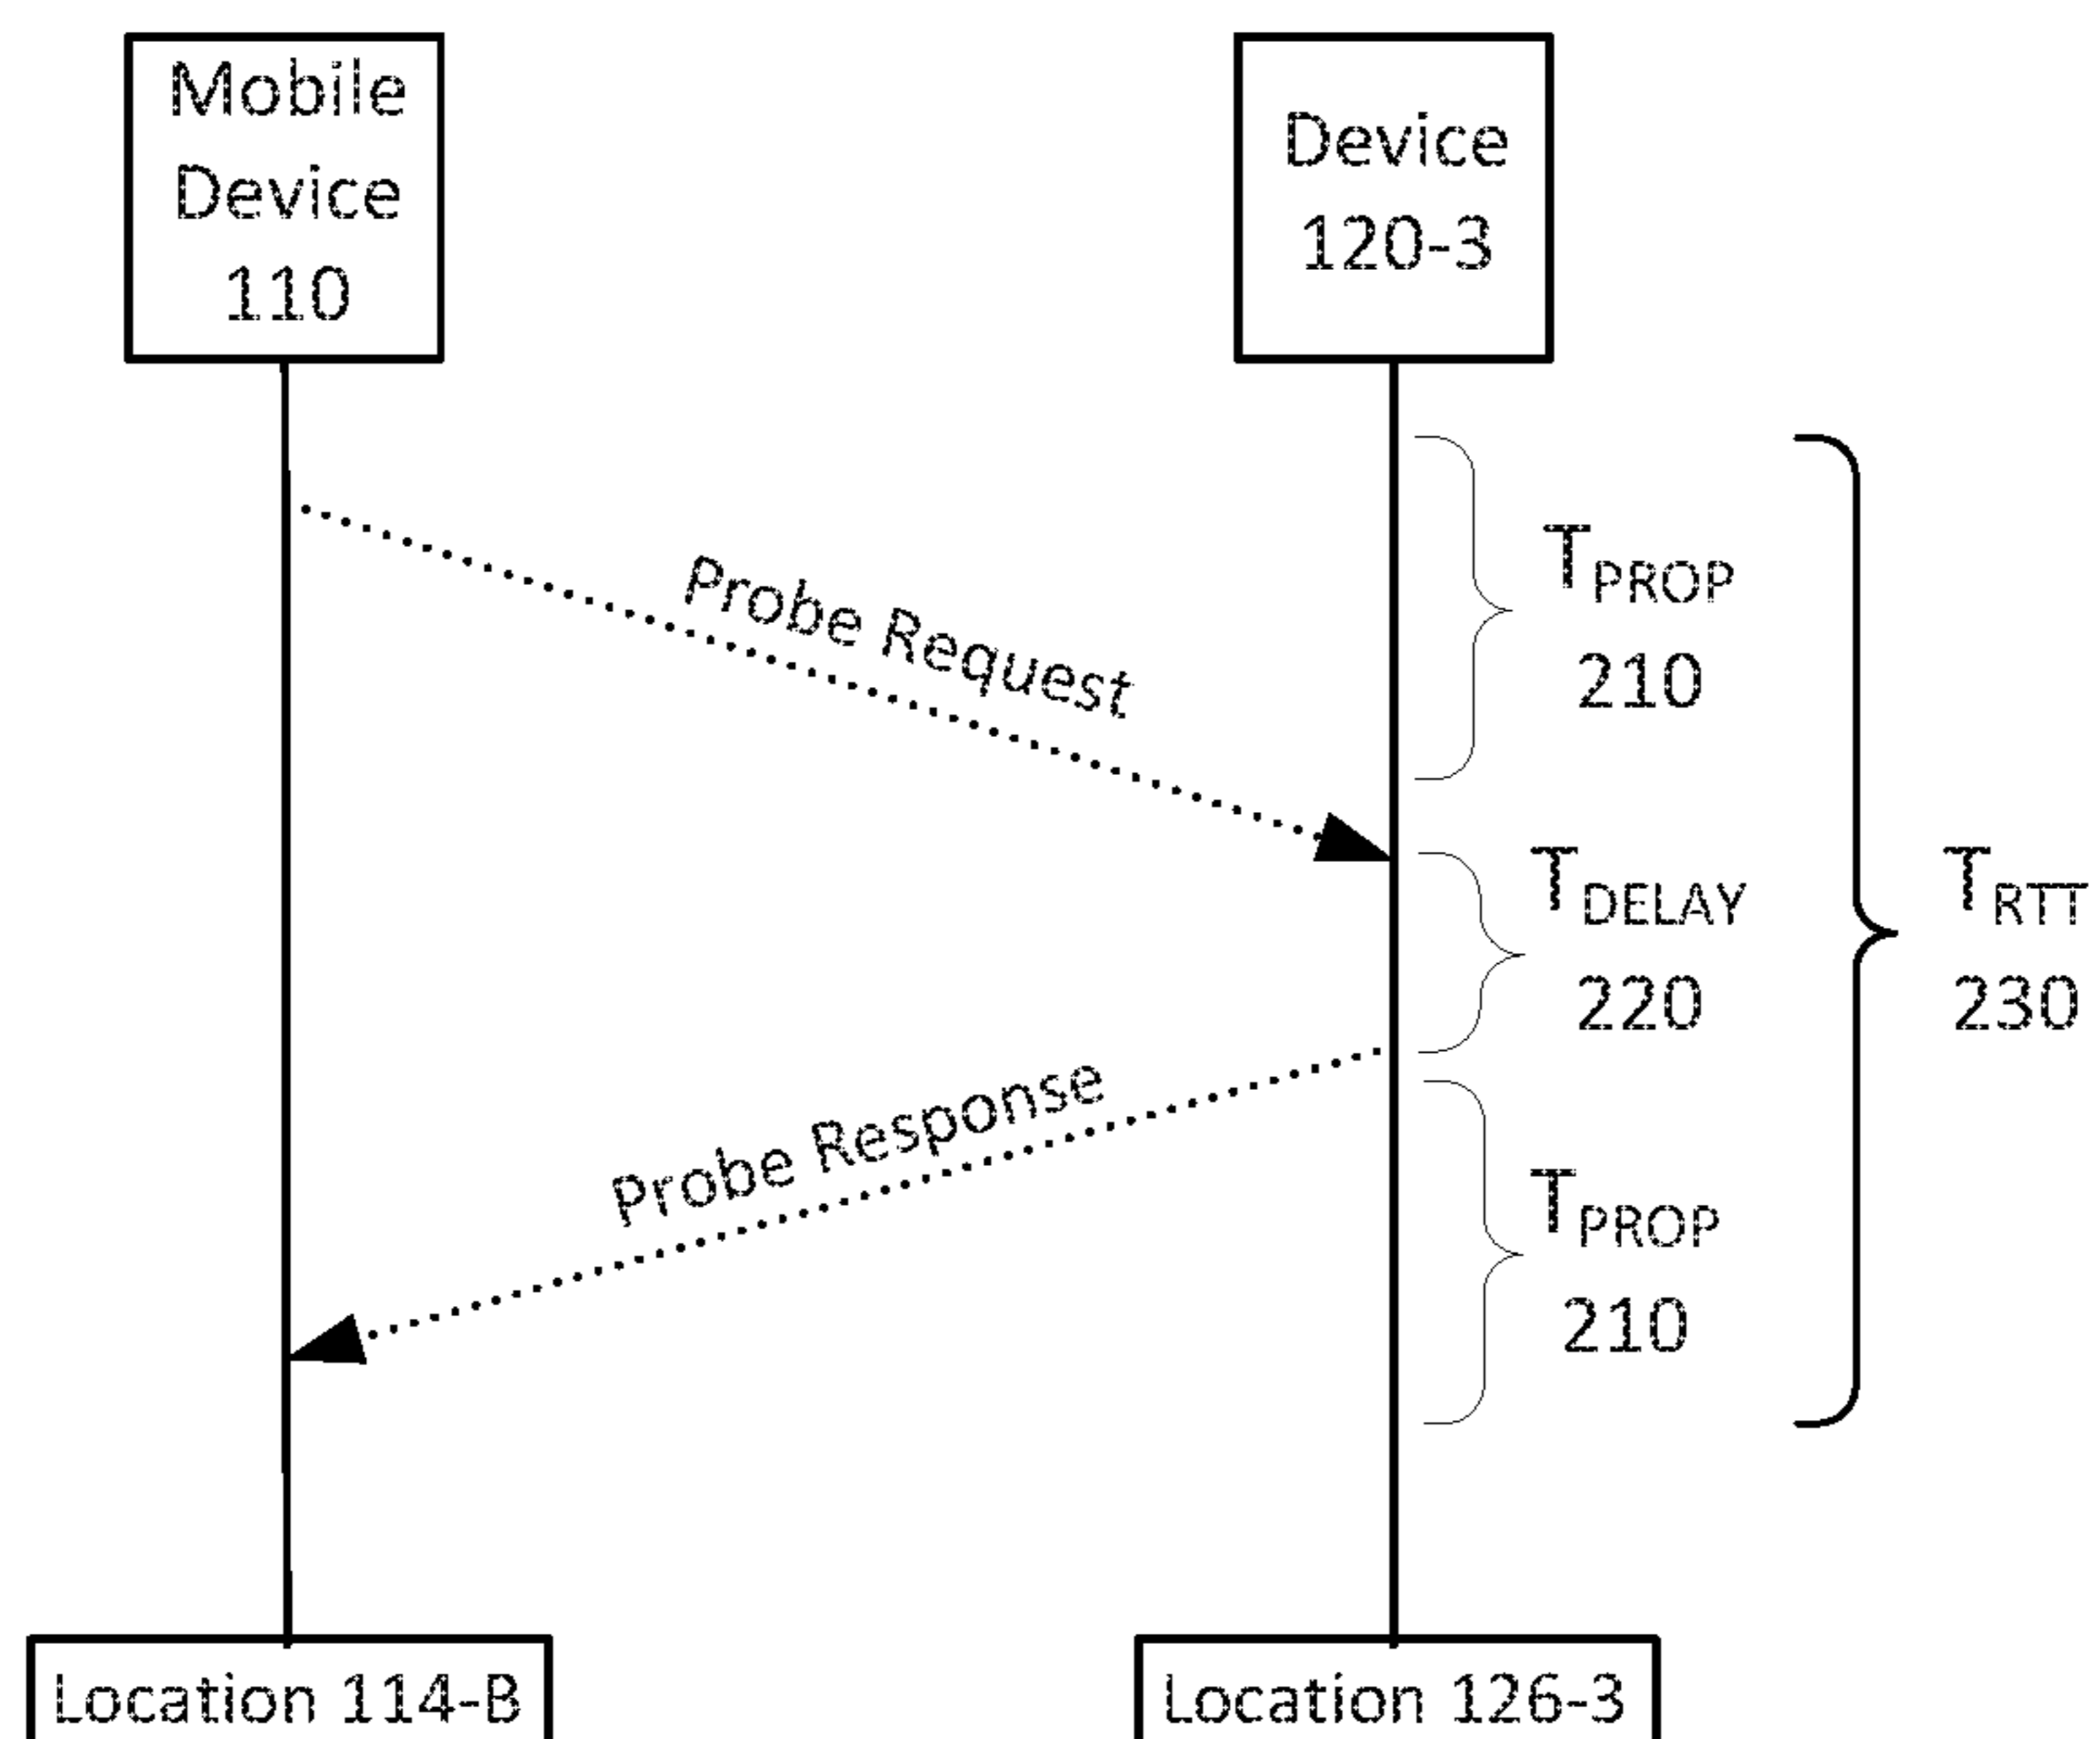 Mobile
Device
110
Device
120-3
Probe Request
TPROP
210
TDELAY
220
TRTT
230
Probe Response
TPROP
210
Location 114-B
Location 126-3